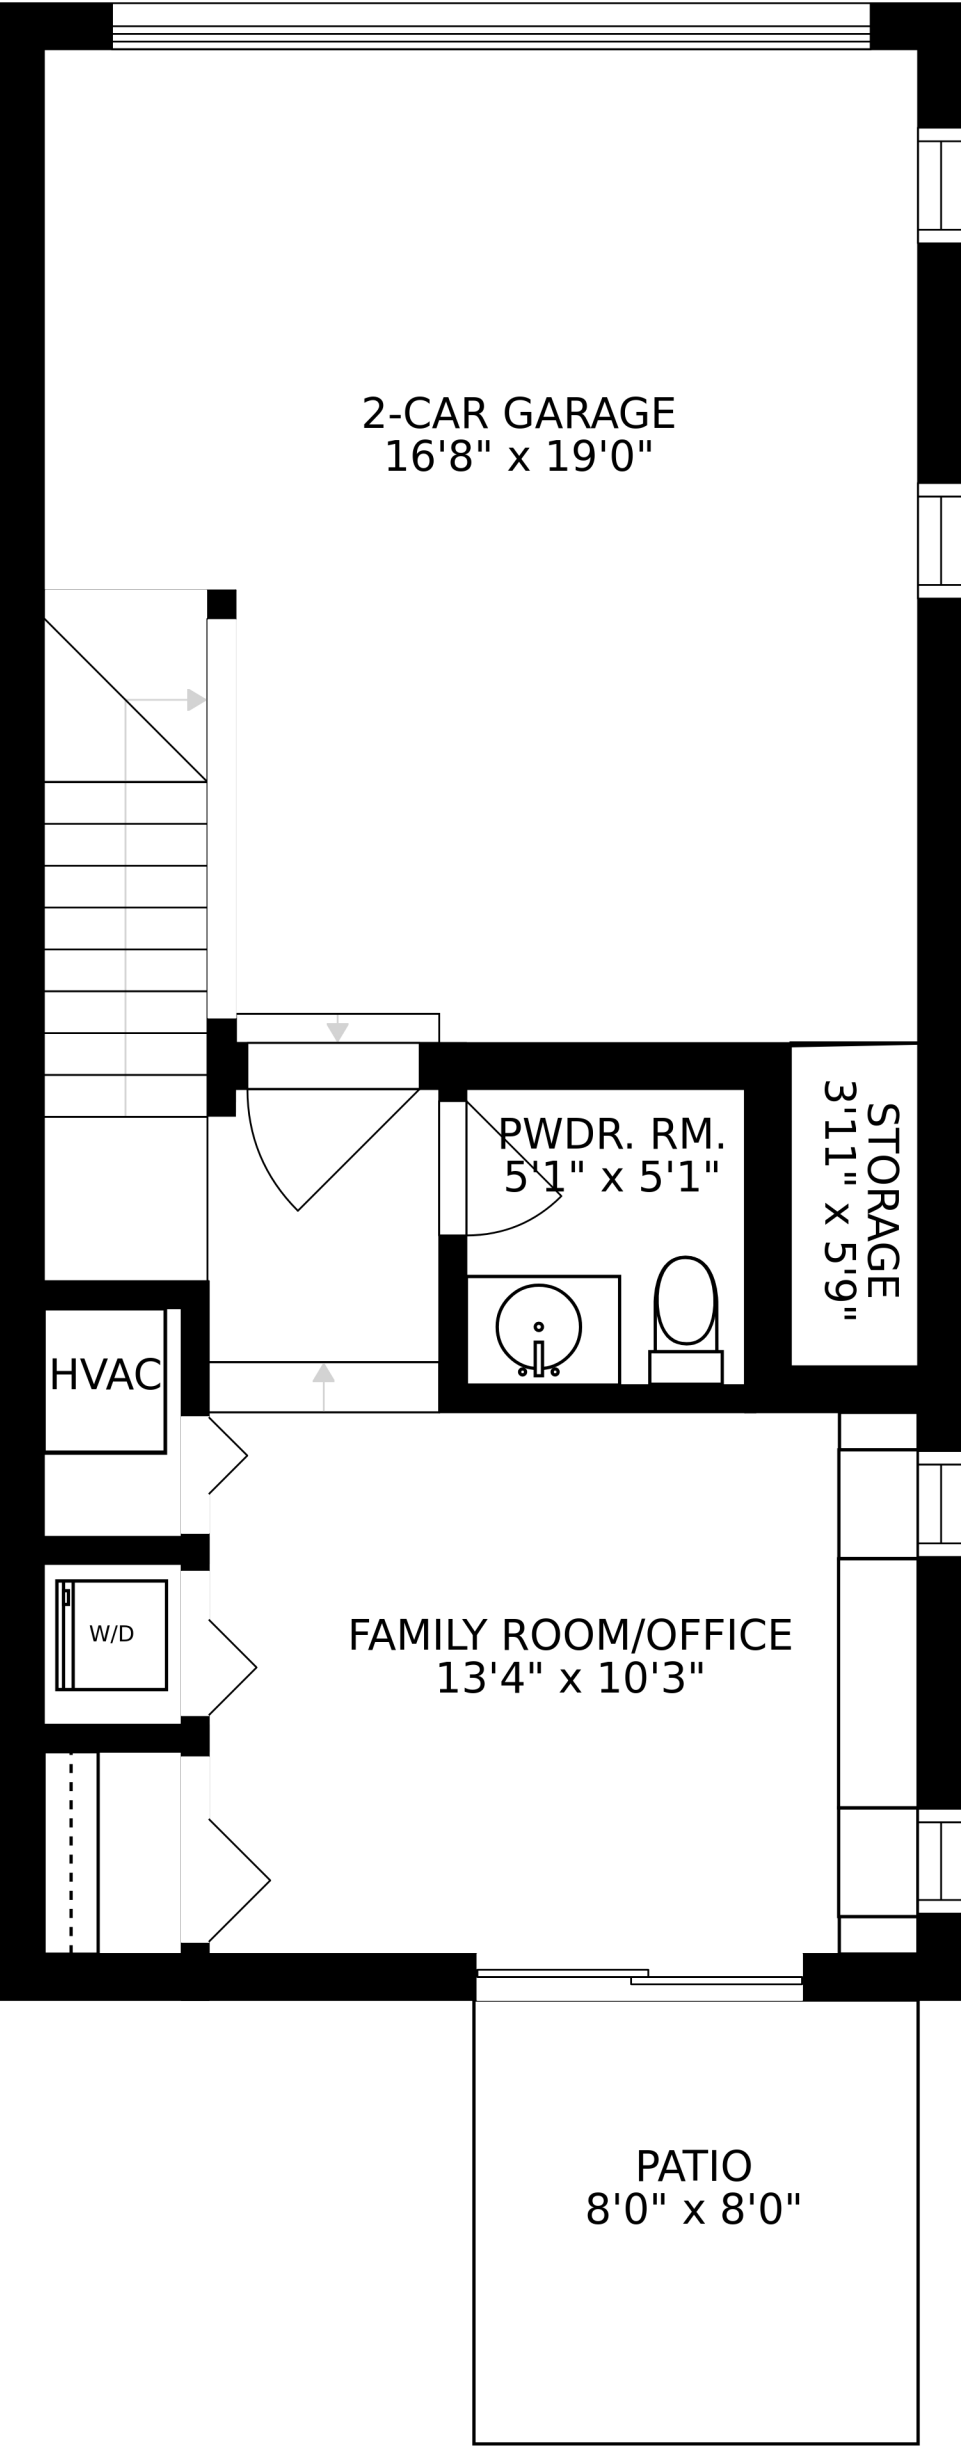 2-CAR GARAGE
16'8" x 19'0"
PWDR. RM.
5'1" x 5'1"
STORAGE
3'11" x 5'9"
HVAC
W/D
FAMILY ROOM/OFFICE
13'4" x 10'3"
PATIO
8'0" x 8'0"